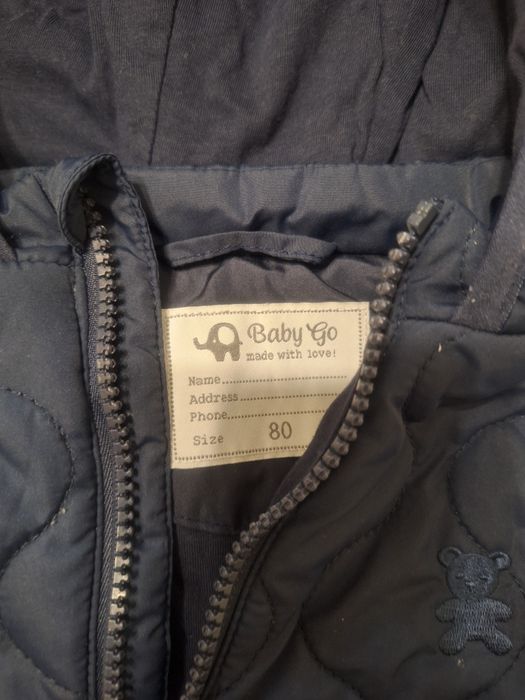 Baby Go
made with love!
Name..............................
Address..........................
Phone............................
Size 80